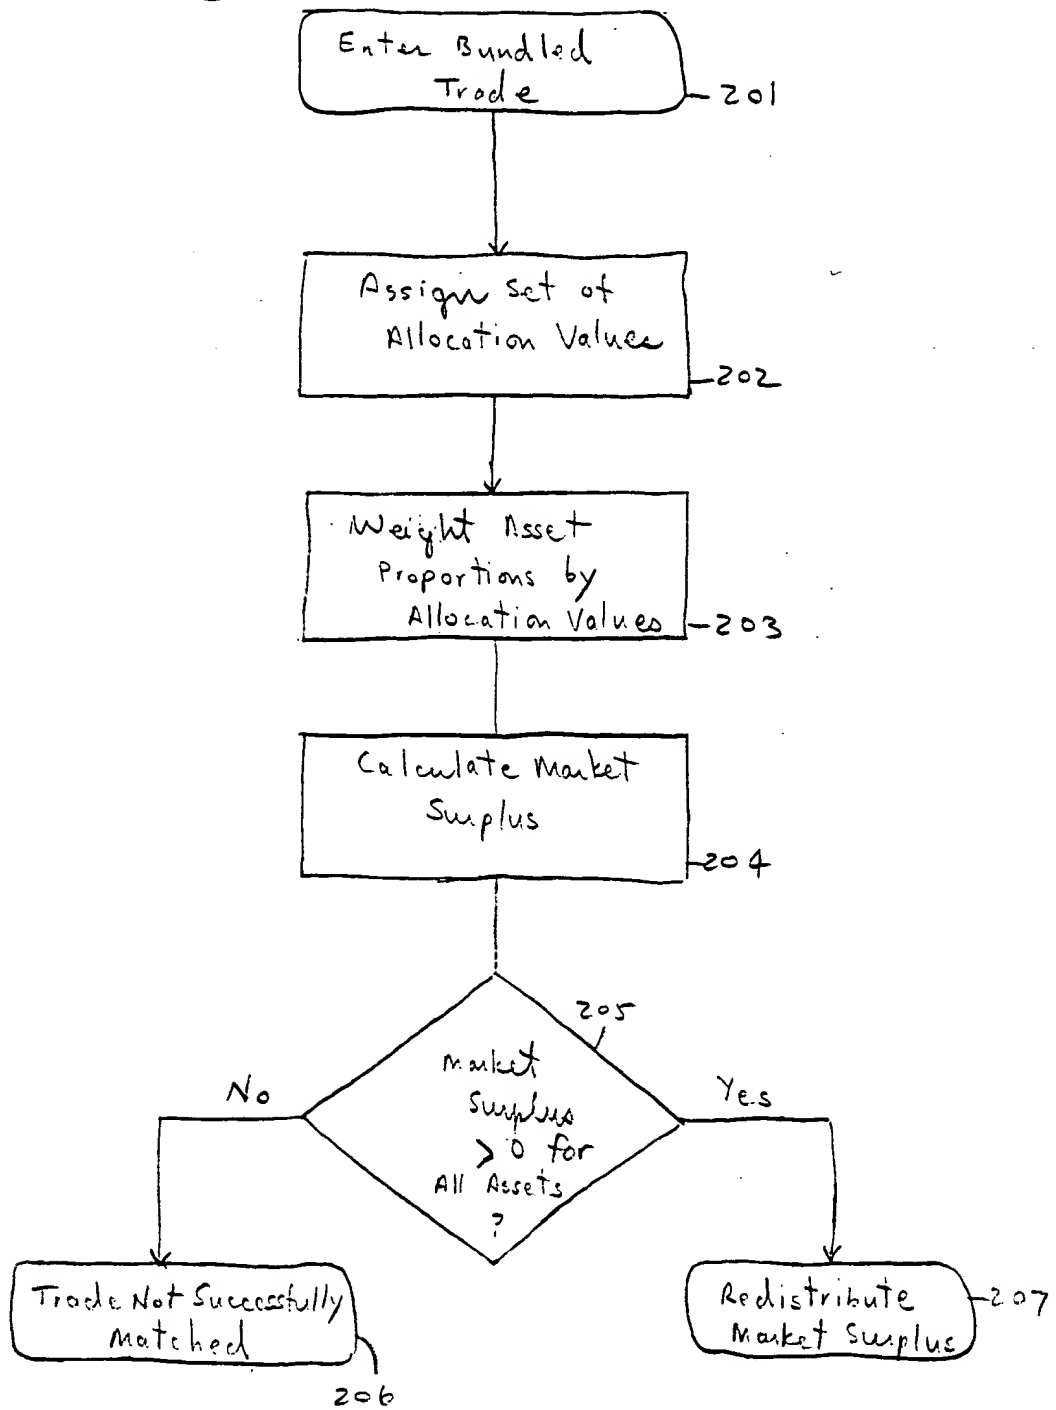 Enter Bundled
Trade
201
Assign Set of
Allocation Values
202
Weight Asset
Proportions by
Allocation Values
203
Calculate Market
Surplus
204
205
Market
Surplus
> 0 for
All Assets
?
No
Yes
Trade Not Successfully
Matched
206
Redistribute
Market Surplus
207